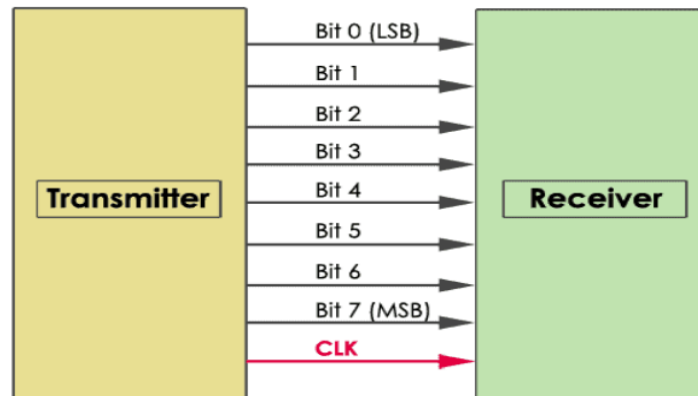 Bit 0 (LSB)
Bit 1
Bit 2
Bit 3
Transmitter
Bit 4
Receiver
Bit 5
Bit 6
Bit 7 (MSB)
CLK